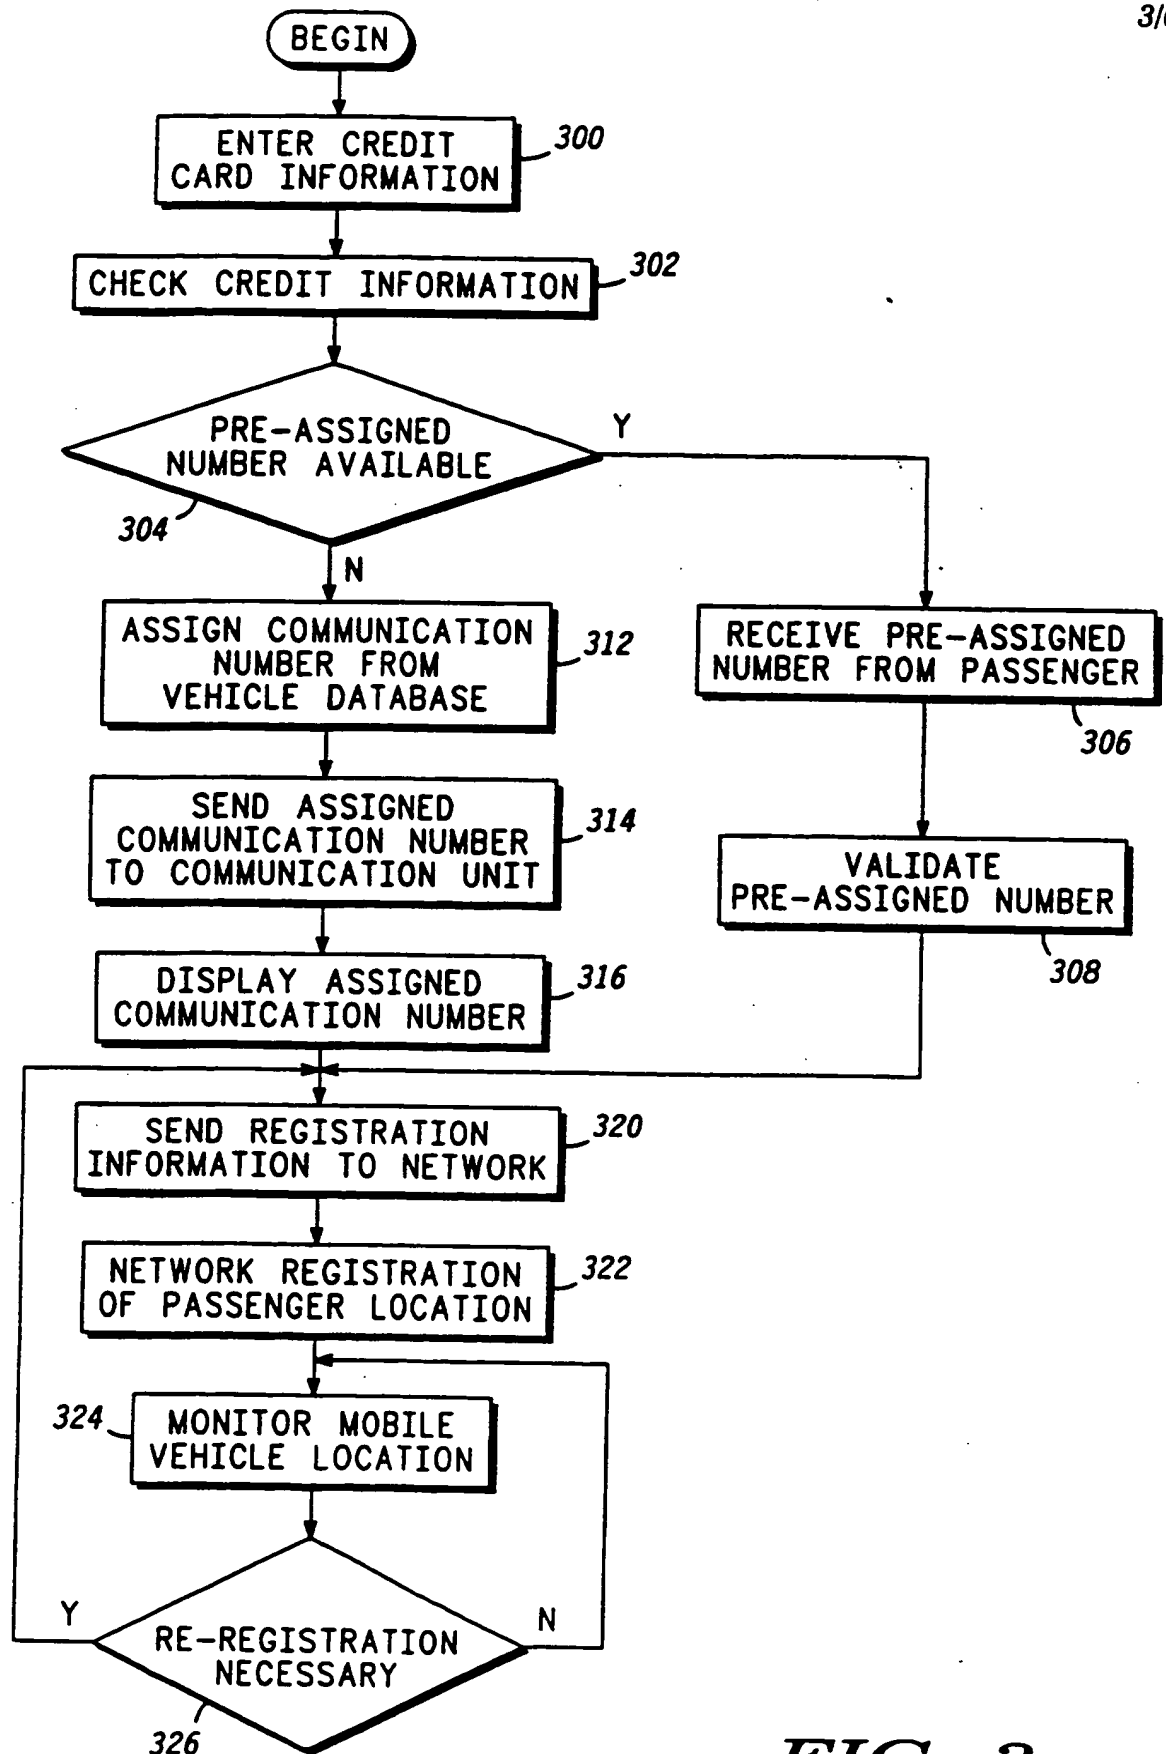 3/
BEGIN
ENTER CREDIT
CARD INFORMATION
300
CHECK CREDIT INFORMATION
302
PRE-ASSIGNED
NUMBER AVAILABLE
304
Y
N
ASSIGN COMMUNICATION
NUMBER FROM
VEHICLE DATABASE
312
RECEIVE PRE-ASSIGNED
NUMBER FROM PASSENGER
306
SEND ASSIGNED
COMMUNICATION NUMBER
TO COMMUNICATION UNIT
314
VALIDATE
PRE-ASSIGNED NUMBER
308
DISPLAY ASSIGNED
COMMUNICATION NUMBER
316
SEND REGISTRATION
INFORMATION TO NETWORK
320
NETWORK REGISTRATION
OF PASSENGER LOCATION
322
324
MONITOR MOBILE
VEHICLE LOCATION
Y
N
RE-REGISTRATION
NECESSARY
326